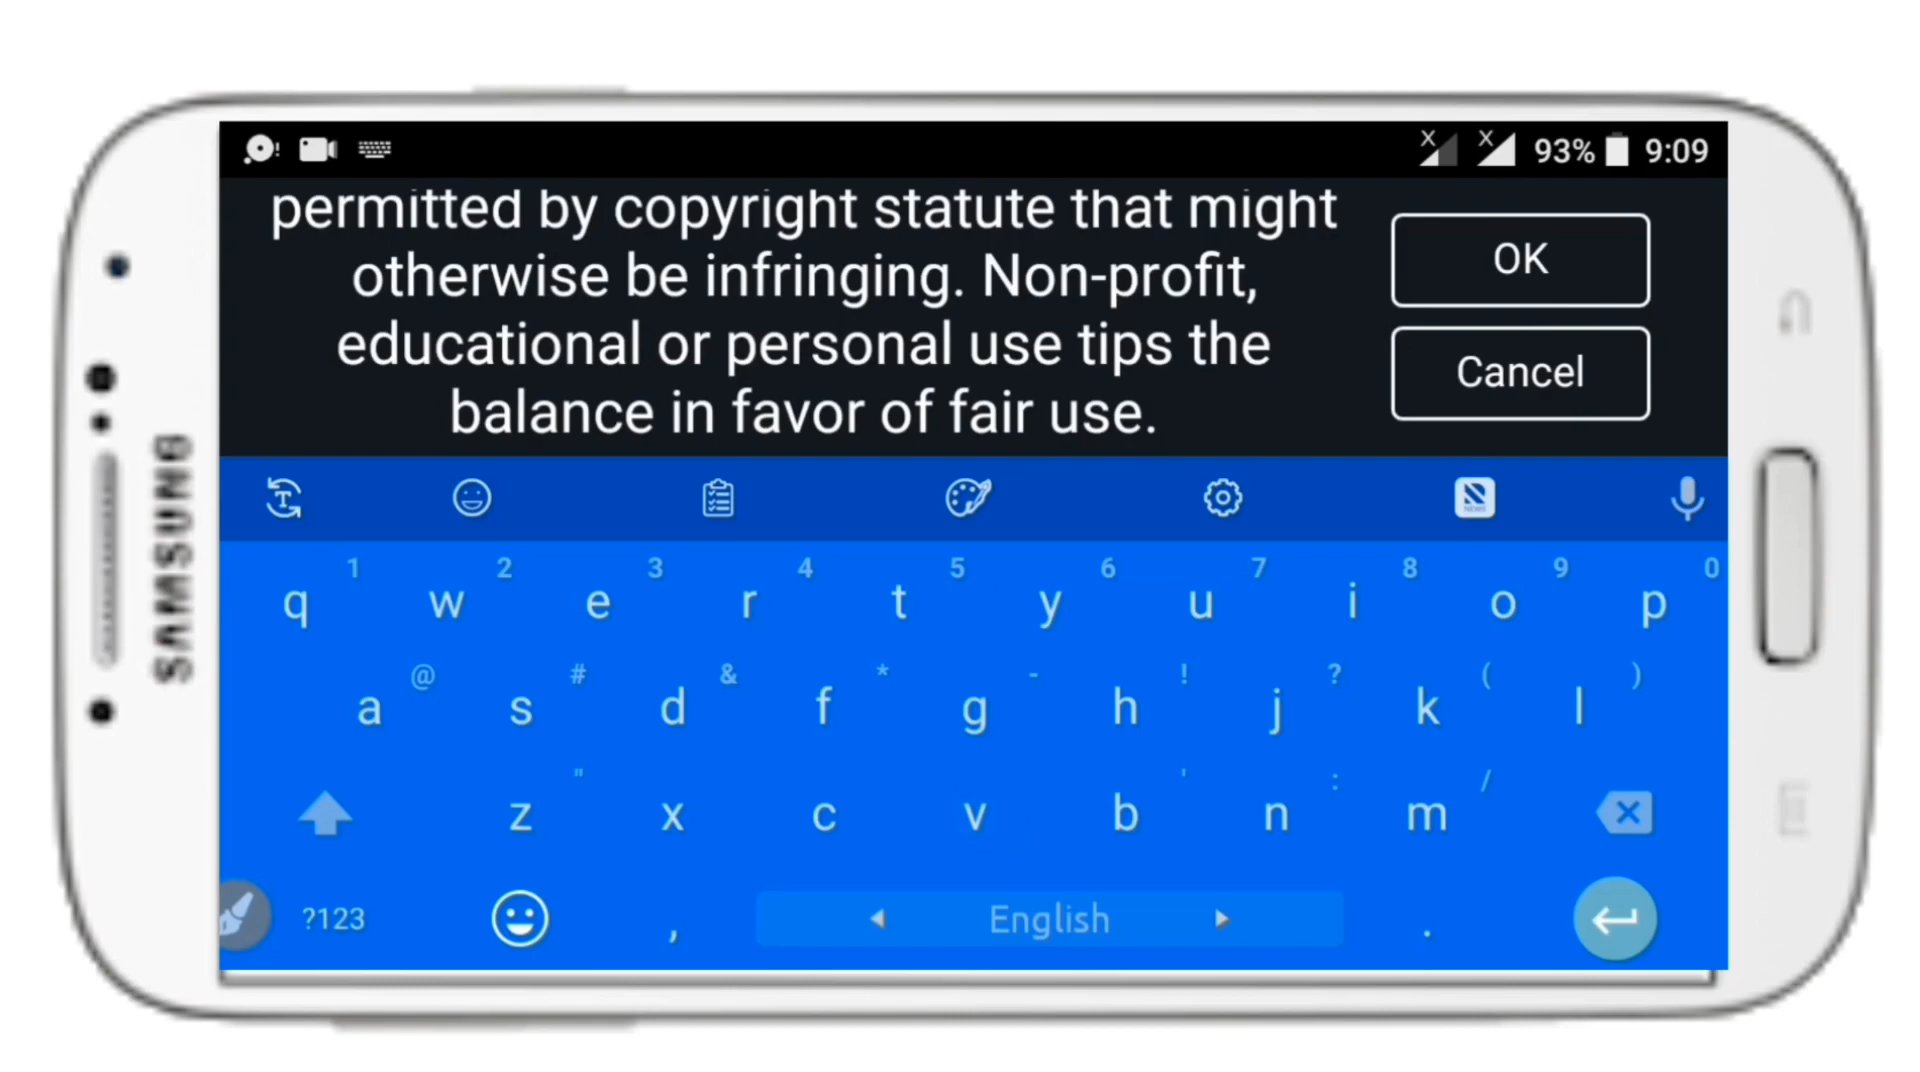 93% 9:09
permitted by copyright statute that might
otherwise be infringing. Non-profit,
educational or personal use tips the
balance in favor of fair use.
OK
Cancel
SAMSUNG
NEWS
1 2 3 4 5 6 7 8 9 0
q w e r t y u i o p
@ # & * - ! ? ( )
a s d f g h j k l
" ' : /
z x c v b n m
?123 , English .